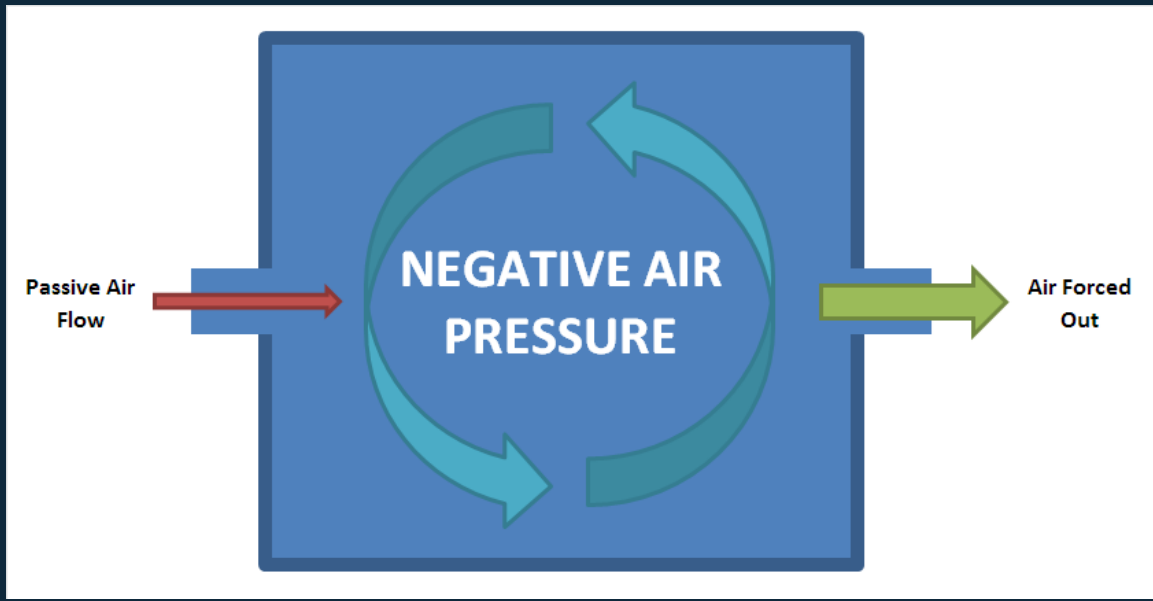 Passive Air
Flow
NEGATIVE AIR
PRESSURE
Air Forced
Out